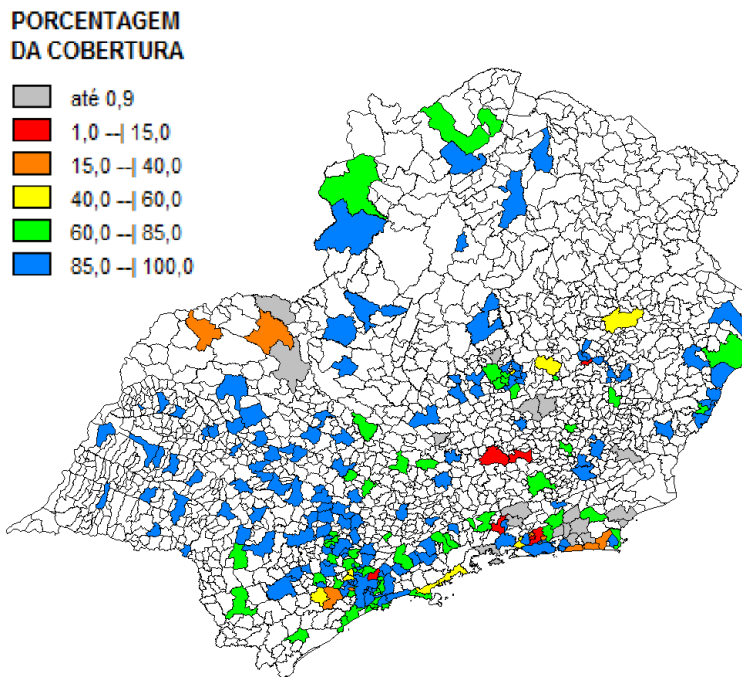 PORCENTAGEM
DA COBERTURA
até 0,9
1,0 --| 15,0
15,0 --| 40,0
40,0 --| 60,0
60,0 --| 85,0
85,0 --| 100,0